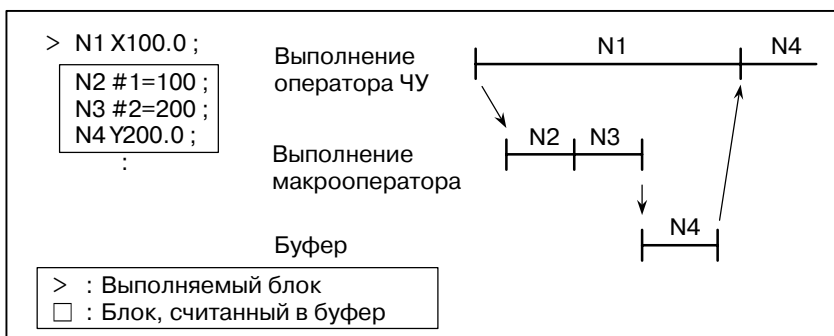 > N1 X100.0 ;
N2 #1=100 ;
N3 #2=200 ;
N4 Y200.0 ;
:
Выполнение
оператора ЧУ
N1
N4
Выполнение
макрооператора
N2
N3
Буфер
N4
> : Выполняемый блок
□ : Блок, считанный в буфер